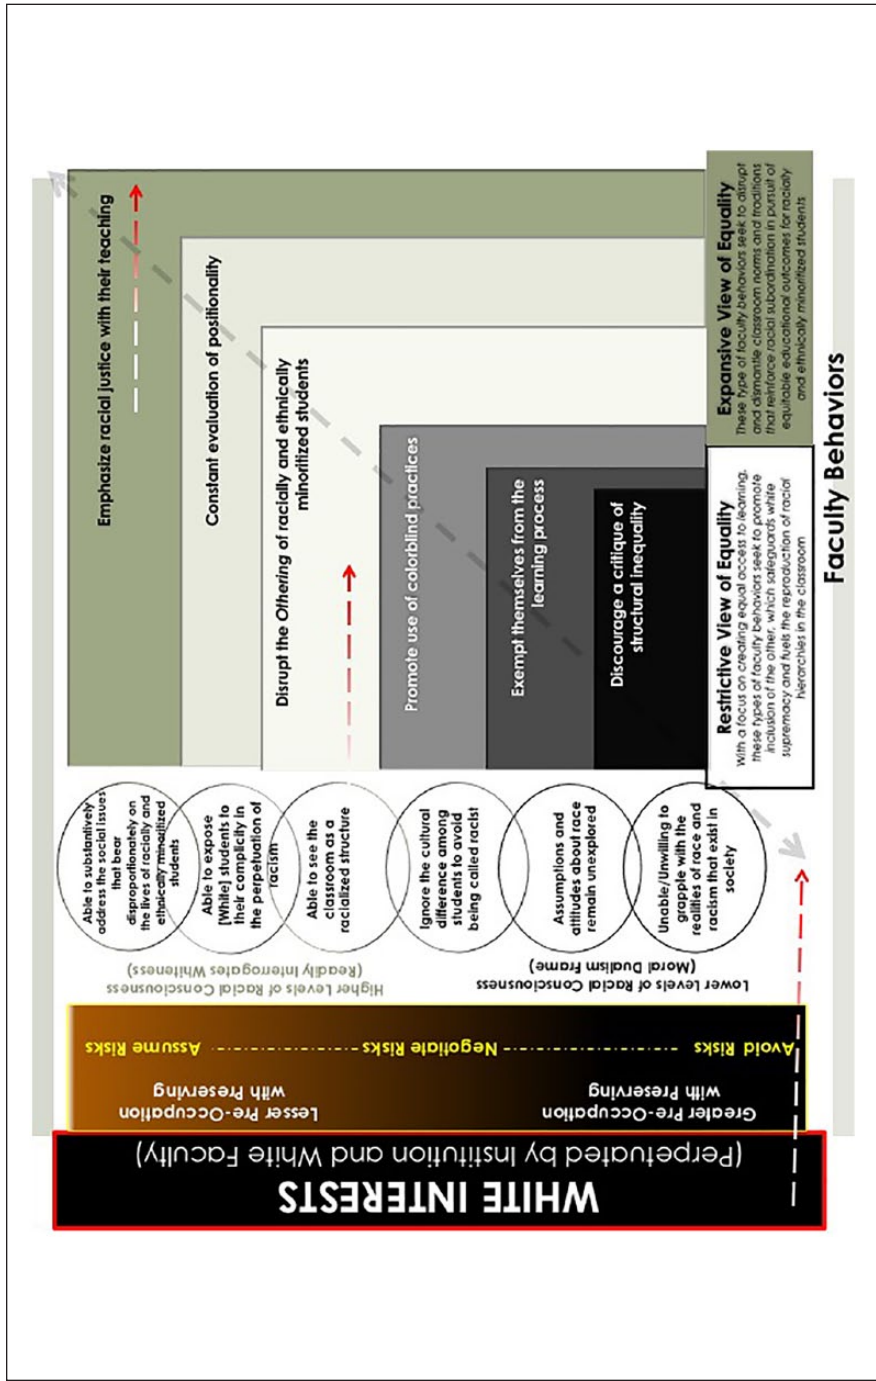 WHITE INTERESTS
(Perpetuated by Institution and White Faculty)
Greater Pre-Occupation
with Preserving
Lesser Pre-Occupation
with Preserving
Avoid Risks
Negotiate Risks
Assume Risks
Lower Levels of Racial Consciousness
(Moral Dualism Frame)
Higher Levels of Racial Consciousness
(Readily Interrogates Whiteness)
Able to substantively
address the social issues
that bear
disproportionately on
the lives of racially and
ethnically minoritized
students
Able to expose
[White] students to
their complicity in
the perpetuation of
racism
Able to see the
classroom as a
racialized structure
Ignore the cultural
difference among
students to avoid
being called racist
Assumptions and
attitudes about race
remain unexplored
Unable/Unwilling to
grapple with the
realities of race and
racism that exist in
society
Emphasize racial justice with their teaching
Constant evaluation of positionality
Disrupt the Othering of racially and ethnically
minoritized students
Promote use of colorblind practices
Exempt themselves from the
learning process
Discourage a critique of
structural inequality
Restrictive View of Equality
With a focus on creating equal access to learning,
these types of faculty behaviors seek to promote
inclusion of the other, which safeguards white
supremacy and fuels the reproduction of racial
hierarchies in the classroom
Expansive View of Equality
These type of faculty behaviors seek to disrupt
and dismantle classroom norms and traditions
that reinforce racial subordination in pursuit of
equitable educational outcomes for racially
and ethnically minoritized students
Faculty Behaviors